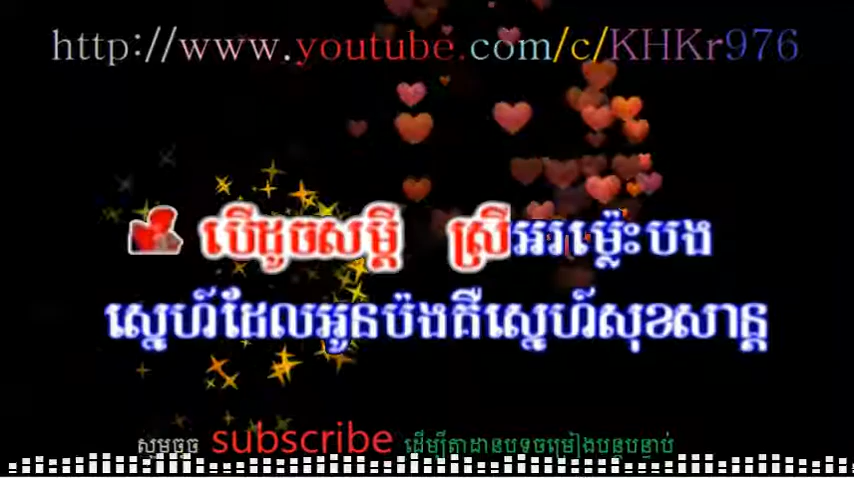 http://www.youtube.com/c/KHKr976
បើដូចសម្ដី ស្រីអរម្ល៉េះបង
ស្នេហ៍ដែលអូនប៉ងគឺស្នេហ៍សុខសាន្ត
សូមចុច subscribe ដើម្បីតាដានបទចម្រៀងបន្តបន្ទាប់